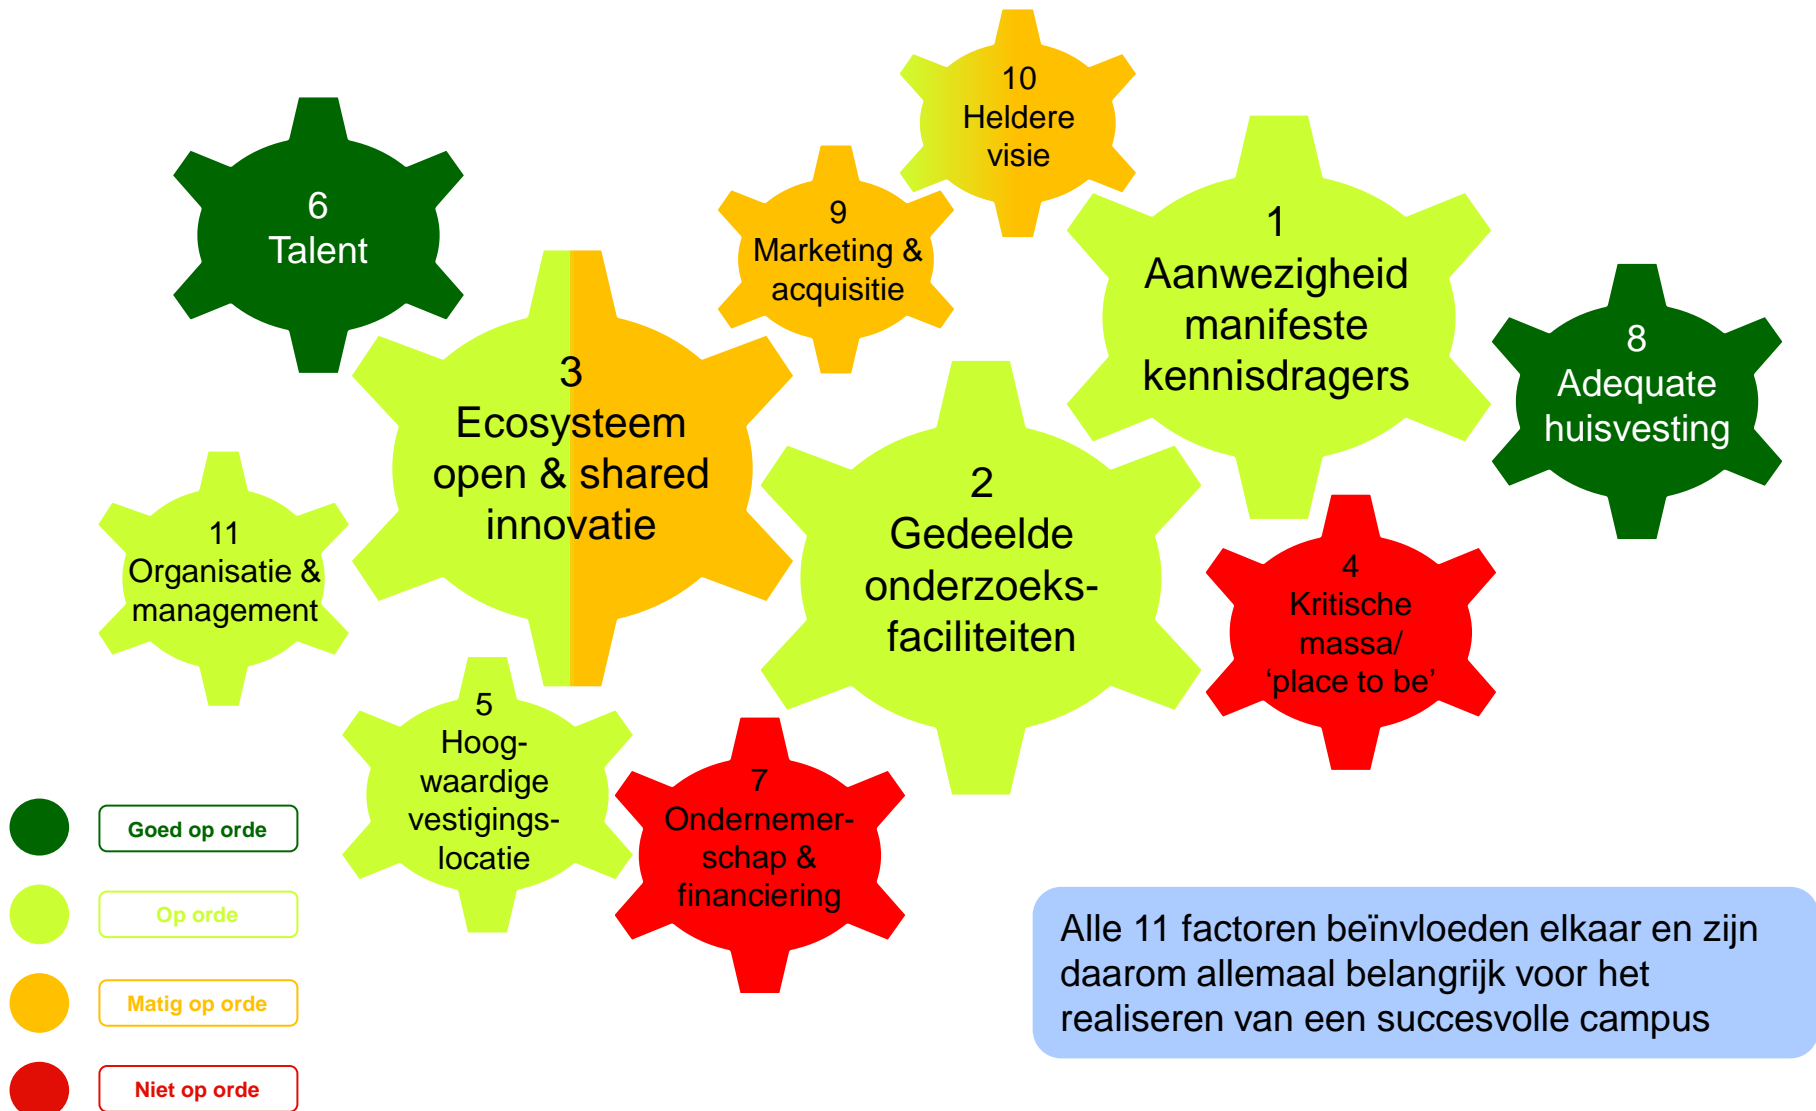 10
Heldere
visie
6
Talent
9
Marketing &
acquisitie
1
Aanwezigheid
manifeste
kennisdragers
8
Adequate
huisvesting
3
Ecosysteem
open & shared
innovatie
2
Gedeelde
onderzoeks-
faciliteiten
11
Organisatie &
management
4
Kritische
massa/
‘place to be’
5
Hoog-
waardige
vestigings-
locatie
7
Ondernemer-
schap &
financiering
Goed op orde
Op orde
Matig op orde
Niet op orde
Alle 11 factoren beïnvloeden elkaar en zijn
daarom allemaal belangrijk voor het
realiseren van een succesvolle campus